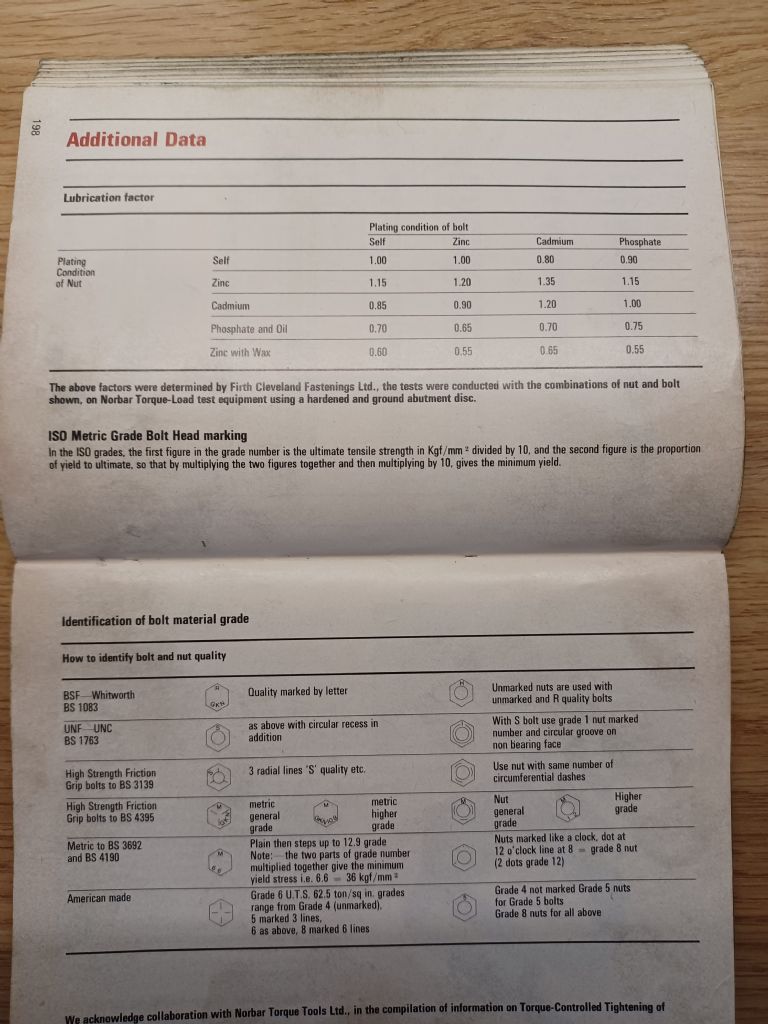 198
Additional Data
Lubrication factor
Plating condition of bolt
Self Zinc Cadmium Phosphate
Plating Condition of Nut
Self 1.00 1.00 0.80 0.90
Zinc 1.15 1.20 1.35 1.15
Cadmium 0.85 0.90 1.20 1.00
Phosphate and Oil 0.70 0.65 0.70 0.75
Zinc with Wax 0.60 0.55 0.65 0.55
The above factors were determined by Firth Cleveland Fastenings Ltd., the tests were conducted with the combinations of nut and bolt
shown, on Norbar Torque-Load test equipment using a hardened and ground abutment disc.
ISO Metric Grade Bolt Head marking
In the ISO grades, the first figure in the grade number is the ultimate tensile strength in Kgf/mm² divided by 10, and the second figure is the proportion
of yield to ultimate, so that by multiplying the two figures together and then multiplying by 10, gives the minimum yield.
Identification of bolt material grade
How to identify bolt and nut quality
BSF—Whitworth
BS 1083
R
GKN
Quality marked by letter
R
Unmarked nuts are used with
unmarked and R quality bolts
UNF—UNC
BS 1763
S
as above with circular recess in
addition
With S bolt use grade 1 nut marked
number and circular groove on
non bearing face
High Strength Friction
Grip bolts to BS 3139
S
3 radial lines 'S' quality etc.
Use nut with same number of
circumferential dashes
High Strength Friction
Grip bolts to BS 4395
M
metric
general
grade
M
metric
higher
grade
M
Nut
general
grade
M
Higher
grade
Metric to BS 3692
and BS 4190
M
6.6
Plain then steps up to 12.9 grade
Note:—the two parts of grade number
multiplied together give the minimum
yield stress i.e. 6.6 = 36 kgf/mm²
Nuts marked like a clock, dot at
12 o'clock line at 8 = grade 8 nut
(2 dots grade 12)
American made
Grade 6 U.T.S. 62.5 ton/sq in. grades
range from Grade 4 (unmarked),
5 marked 3 lines,
6 as above, 8 marked 6 lines
S
Grade 4 not marked Grade 5 nuts
for Grade 5 bolts
Grade 8 nuts for all above
We acknowledge collaboration with Norbar Torque Tools Ltd., in the compilation of information on Torque-Controlled Tightening of